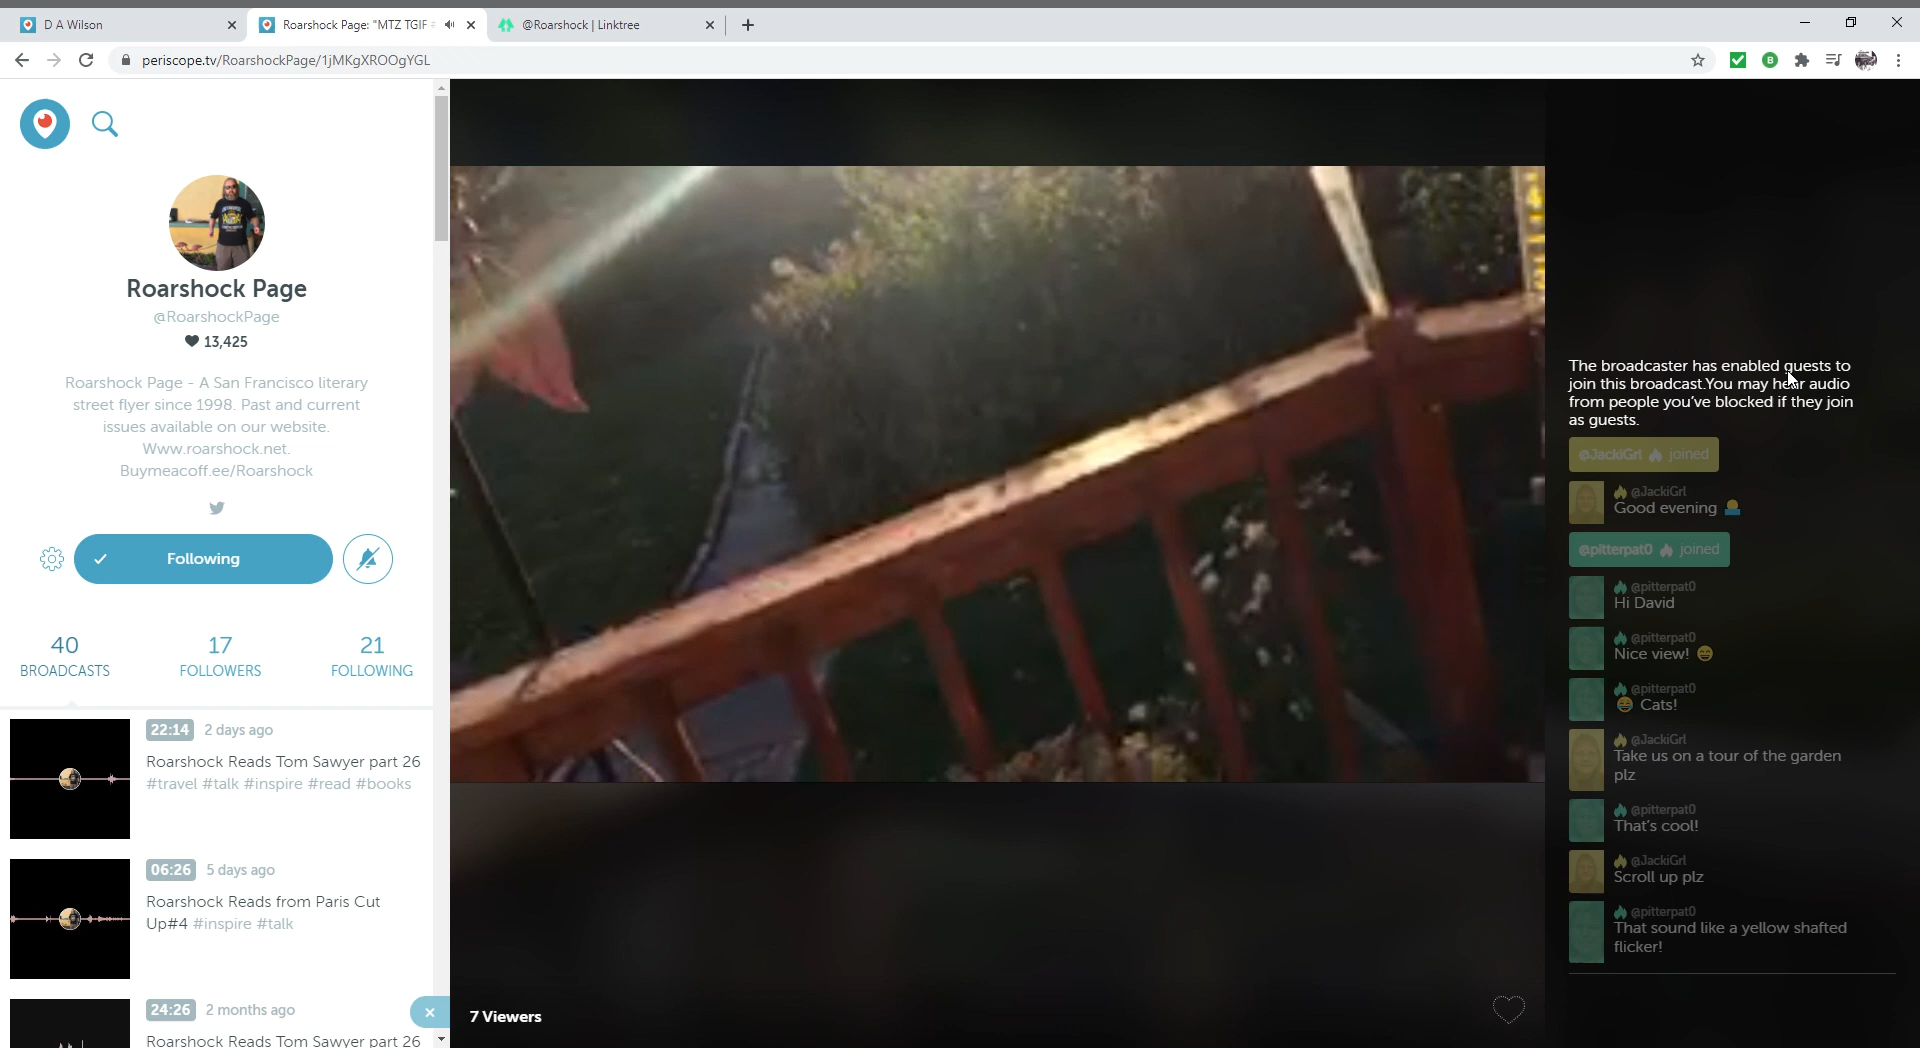 D A Wilson
Roarshock Page: "MTZ TGIF
@Roarshock | Linktree
periscope.tv/RoarshockPage/1jMKgXROOgYGL
B
Roarshock Page
@RoarshockPage
13,425
Roarshock Page - A San Francisco literary
street flyer since 1998. Past and current
issues available on our website.
Www.roarshock.net.
Buymeacoff.ee/Roarshock
Following
40
BROADCASTS
17
FOLLOWERS
21
FOLLOWING
22:14 2 days ago
Roarshock Reads Tom Sawyer part 26
#travel #talk #inspire #read #books
06:26 5 days ago
Roarshock Reads from Paris Cut
Up#4 #inspire #talk
24:26 2 months ago
Roarshock Reads Tom Sawyer part 26
7 Viewers
The broadcaster has enabled guests to
join this broadcast.You may hear audio
from people you've blocked if they join
as guests.
@JackiGrl joined
@JackiGrl
Good evening
@pitterpat0 joined
@pitterpat0
Hi David
@pitterpat0
Nice view! 😄
@pitterpat0
😄 Cats!
@JackiGrl
Take us on a tour of the garden
plz
@pitterpat0
That's cool!
@JackiGrl
Scroll up plz
@pitterpat0
That sound like a yellow shafted
flicker!